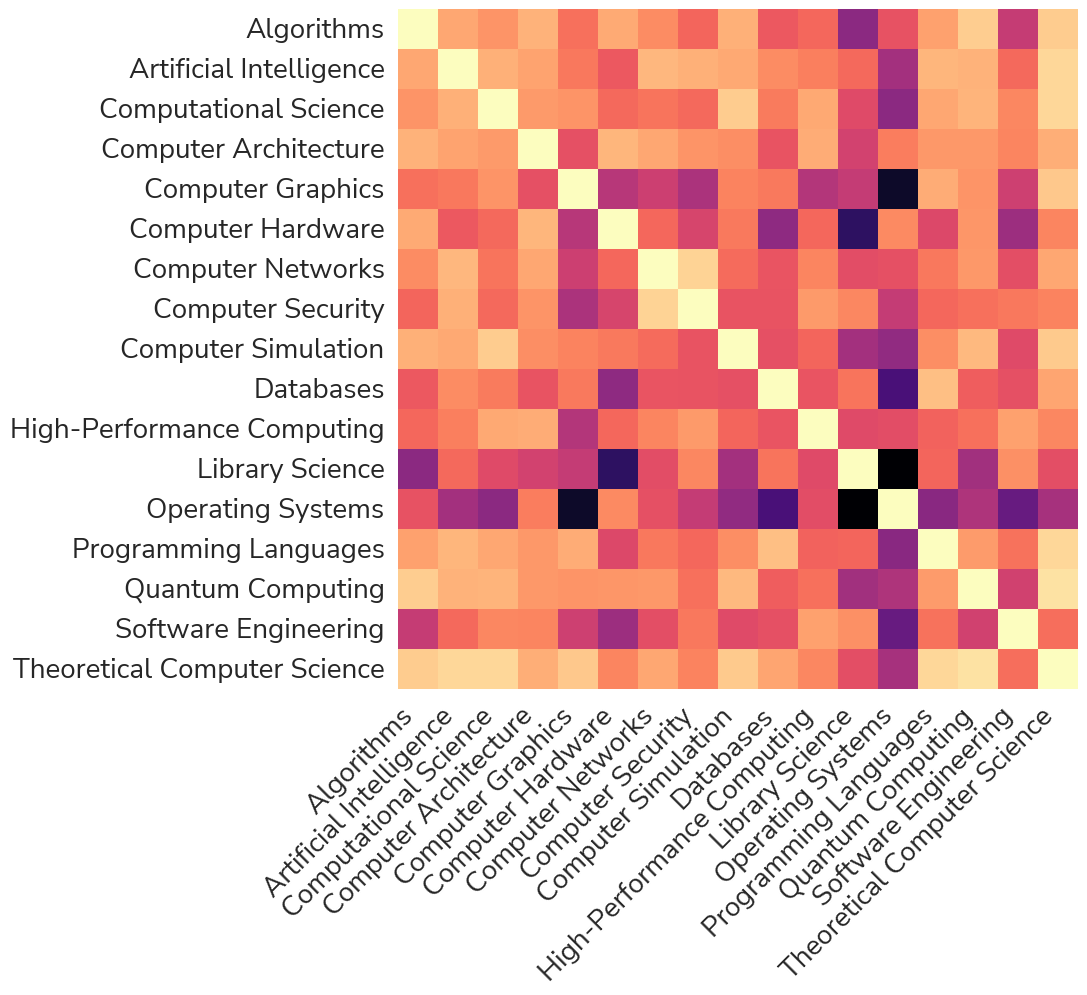 Algorithms
Artificial Intelligence
Computational Science
Computer Architecture
Computer Graphics
Computer Hardware
Computer Networks
Computer Security
Computer Simulation
Databases
High-Performance Computing
Library Science
Operating Systems
Programming Languages
Quantum Computing
Software Engineering
Theoretical Computer Science
Algorithms
Artificial Intelligence
Computational Science
Computer Architecture
Computer Graphics
Computer Hardware
Computer Networks
Computer Security
Computer Simulation
Databases
High-Performance Computing
Library Science
Operating Systems
Programming Languages
Quantum Computing
Software Engineering
Theoretical Computer Science